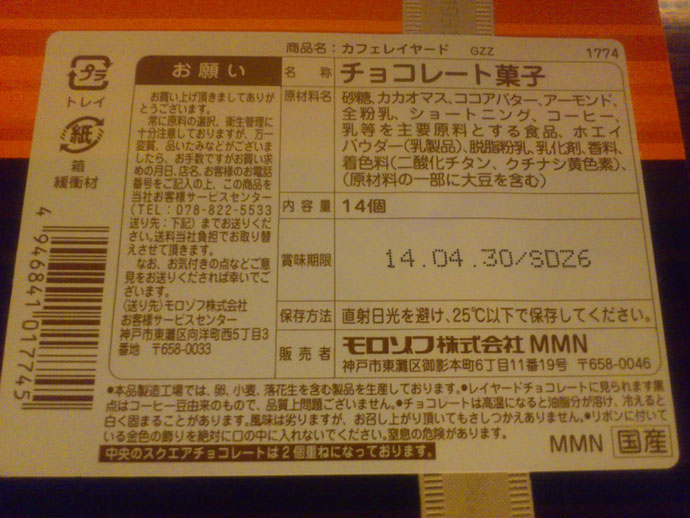 商品名：カフェレイヤード GZZ 1774
プラ
トレイ
紙
箱
緩衝材
4 946841 017745
お願い
お買い上げ頂きましてありが
とうございます。
常に原料の選択、衛生管理に
十分注意しておりますが、万一
変質、品いたみなどがございま
したら、お手数ですがお買い求
めの月日、店名、お客様のお電話
番号をご記入の上、この商品を
当社お客様サービスセンター
(TEL：078-822-5533
送り先：下記)までお送りくだ
さい。送料当社負担でお取り替
えさせて頂きます。
なお、お気付きの点などご意
見をお送りくだされば幸いでご
ざいます。
(送り先)モロゾフ株式会社
お客様サービスセンター
神戸市東灘区向洋町西5丁目3
番地 〒658-0033
名称 チョコレート菓子
原材料名 砂糖、カカオマス、ココアバター、アーモンド、
全粉乳、ショートニング、コーヒー、
乳等を主要原料とする食品、ホエイ
パウダー(乳製品)、脱脂粉乳、乳化剤、香料、
着色料(二酸化チタン、クチナシ黄色素)、
(原材料の一部に大豆を含む)
内容量 14個
賞味期限 14.04.30/SDZ6
保存方法 直射日光を避け、25℃以下で保存してください。
販売者 モロゾフ株式会社 MMN
神戸市東灘区御影本町6丁目11番19号 〒658-0046
●本品製造工場では、卵、小麦、落花生を含む製品を生産しております。●レイヤードチョコレートに見られます黒
点はコーヒー豆由来のもので、品質上問題ございません。●チョコレートは高温になると油脂分が溶け、冷えると
白く固まることがあります。風味は劣りますが、お召し上がり頂いてもさしつかえありません。●リボンに付いて
いる金色の飾りを絶対に口の中に入れないでください。窒息の危険があります。
中央のスクエアチョコレートは2個重ねになっております。
MMN 国産